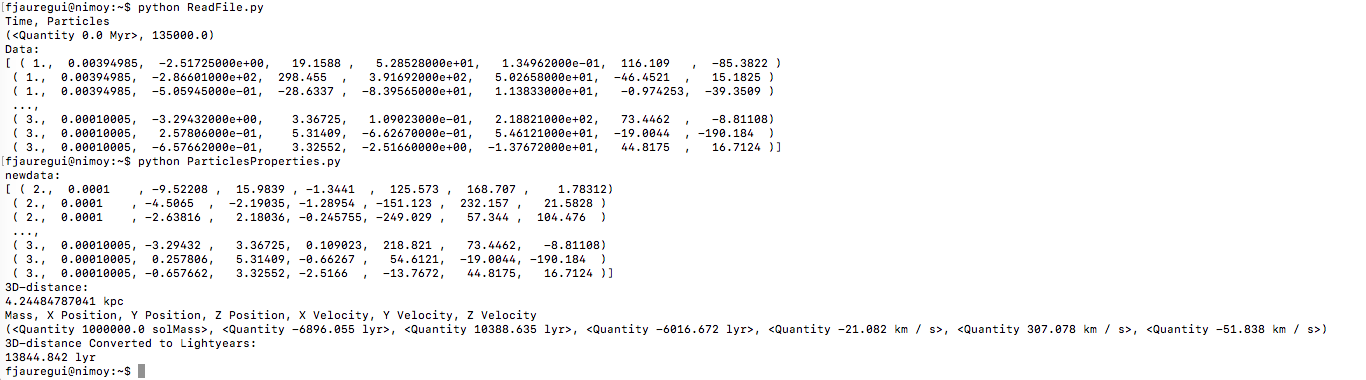 [fjauregui@nimoy:~$ python ReadFile.py
Time, Particles
(<Quantity 0.0 Myr>, 135000.0)
Data:
[ ( 1.,  0.00394985,  -2.51725000e+00,   19.1588 ,   5.28528000e+01,   1.34962000e-01,  116.109   ,  -85.3822 )
 ( 1.,  0.00394985,  -2.86601000e+02,  298.455  ,   3.91692000e+02,   5.02658000e+01,  -46.4521  ,   15.1825 )
 ( 1.,  0.00394985,  -5.05945000e-01,  -28.6337 ,  -8.39565000e+01,   1.13833000e+01,   -0.974253,  -39.3509 )
 ...,
 ( 3.,  0.00010005,  -3.29432000e+00,    3.36725,   1.09023000e-01,   2.18821000e+02,   73.4462  ,   -8.81108)
 ( 3.,  0.00010005,   2.57806000e-01,    5.31409,  -6.62670000e-01,   5.46121000e+01,  -19.0044  , -190.184  )
 ( 3.,  0.00010005,  -6.57662000e-01,    3.32552,  -2.51660000e+00,  -1.37672000e+01,   44.8175  ,   16.7124 )]
[fjauregui@nimoy:~$ python ParticlesProperties.py
newdata:
[ ( 2.,  0.0001    , -9.52208 ,  15.9839 , -1.3441  ,  125.573 ,  168.707 ,    1.78312)
 ( 2.,  0.0001    , -4.5065  ,  -2.19035, -1.28954 , -151.123 ,  232.157 ,   21.5828 )
 ( 2.,  0.0001    , -2.63816 ,   2.18036, -0.245755, -249.029 ,   57.344 ,  104.476  )
 ...,
 ( 3.,  0.00010005, -3.29432 ,   3.36725,  0.109023,  218.821 ,   73.4462,   -8.81108)
 ( 3.,  0.00010005,  0.257806,   5.31409, -0.66267 ,   54.6121,  -19.0044, -190.184  )
 ( 3.,  0.00010005, -0.657662,   3.32552, -2.5166  ,  -13.7672,   44.8175,   16.7124 )]
3D-distance:
4.24484787041 kpc
Mass, X Position, Y Position, Z Position, X Velocity, Y Velocity, Z Velocity
(<Quantity 1000000.0 solMass>, <Quantity -6896.055 lyr>, <Quantity 10388.635 lyr>, <Quantity -6016.672 lyr>, <Quantity -21.082 km / s>, <Quantity 307.078 km / s>, <Quantity -51.838 km / s>)
3D-distance Converted to Lightyears:
13844.842 lyr
fjauregui@nimoy:~$